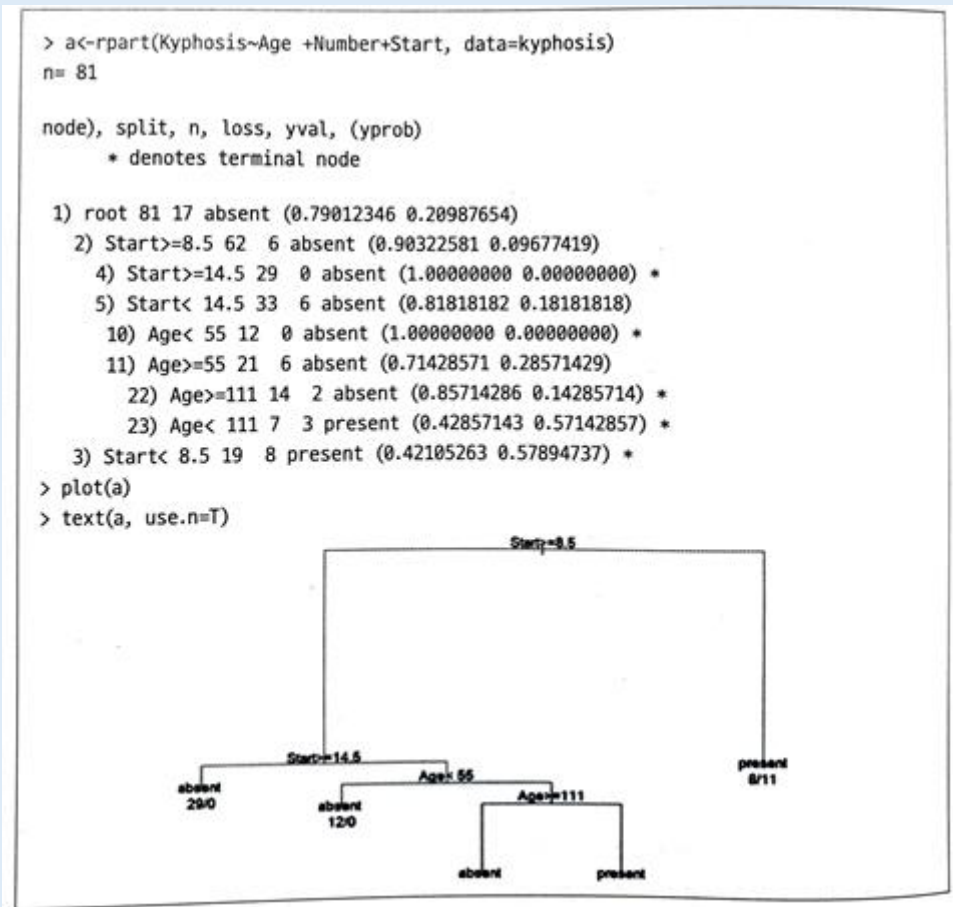 > a<-rpart(Kyphosis~Age +Number+Start, data=kyphosis)
n= 81
node), split, n, loss, yval, (yprob)
* denotes terminal node
1) root 81 17 absent (0.79012346 0.20987654)
2) Start>=8.5 62 6 absent (0.90322581 0.09677419)
4) Start>=14.5 29 0 absent (1.00000000 0.00000000) *
5) Start< 14.5 33 6 absent (0.81818182 0.18181818)
10) Age< 55 12 0 absent (1.00000000 0.00000000) *
11) Age>=55 21 6 absent (0.71428571 0.28571429)
22) Age>=111 14 2 absent (0.85714286 0.14285714) *
23) Age< 111 7 3 present (0.42857143 0.57142857) *
3) Start< 8.5 19 8 present (0.42105263 0.57894737) *
> plot(a)
> text(a, use.n=T)
Start>=8.5
Start>=14.5
Age< 55
Age>=111
absent
29/0
absent
12/0
absent
present
present
8/11